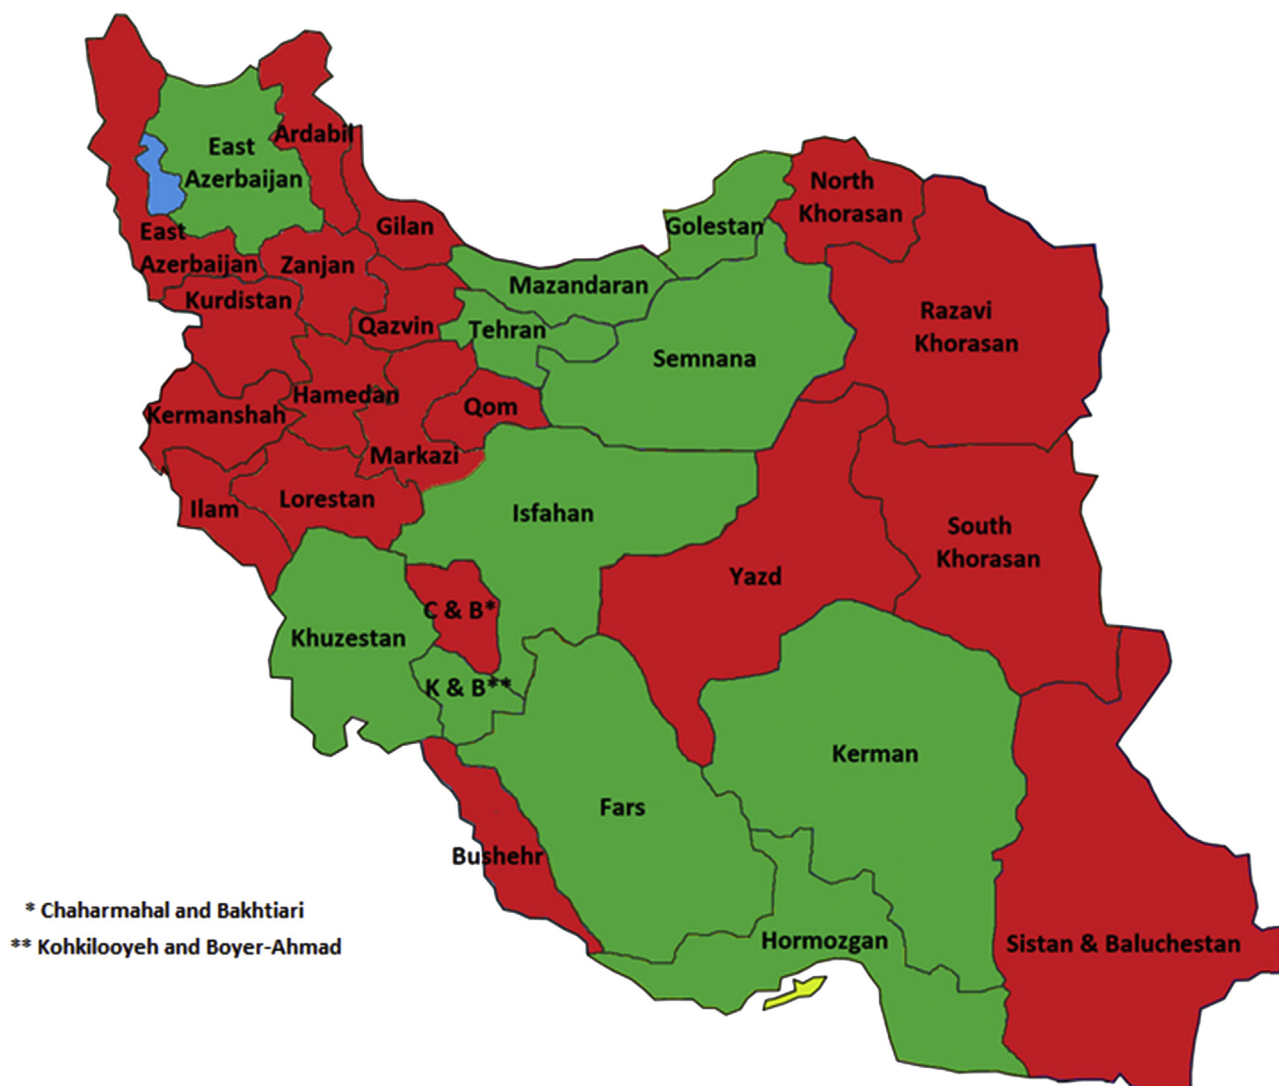 East
Azerbaijan
Ardabil
North
Khorasan
Golestan
Gilan
East
Azerbaijan
Zanjan
Mazandaran
Kurdistan
Qazvin
Tehran
Razavi
Khorasan
Semnana
Hamedan
Kermanshah
Qom
Markazi
Ilam
Lorestan
Isfahan
South
Khorasan
Yazd
C & B*
Khuzestan
K & B**
Kerman
Fars
Bushehr
Hormozgan
Sistan & Baluchestan
* Chaharmahal and Bakhtiari
** Kohkilooyeh and Boyer-Ahmad